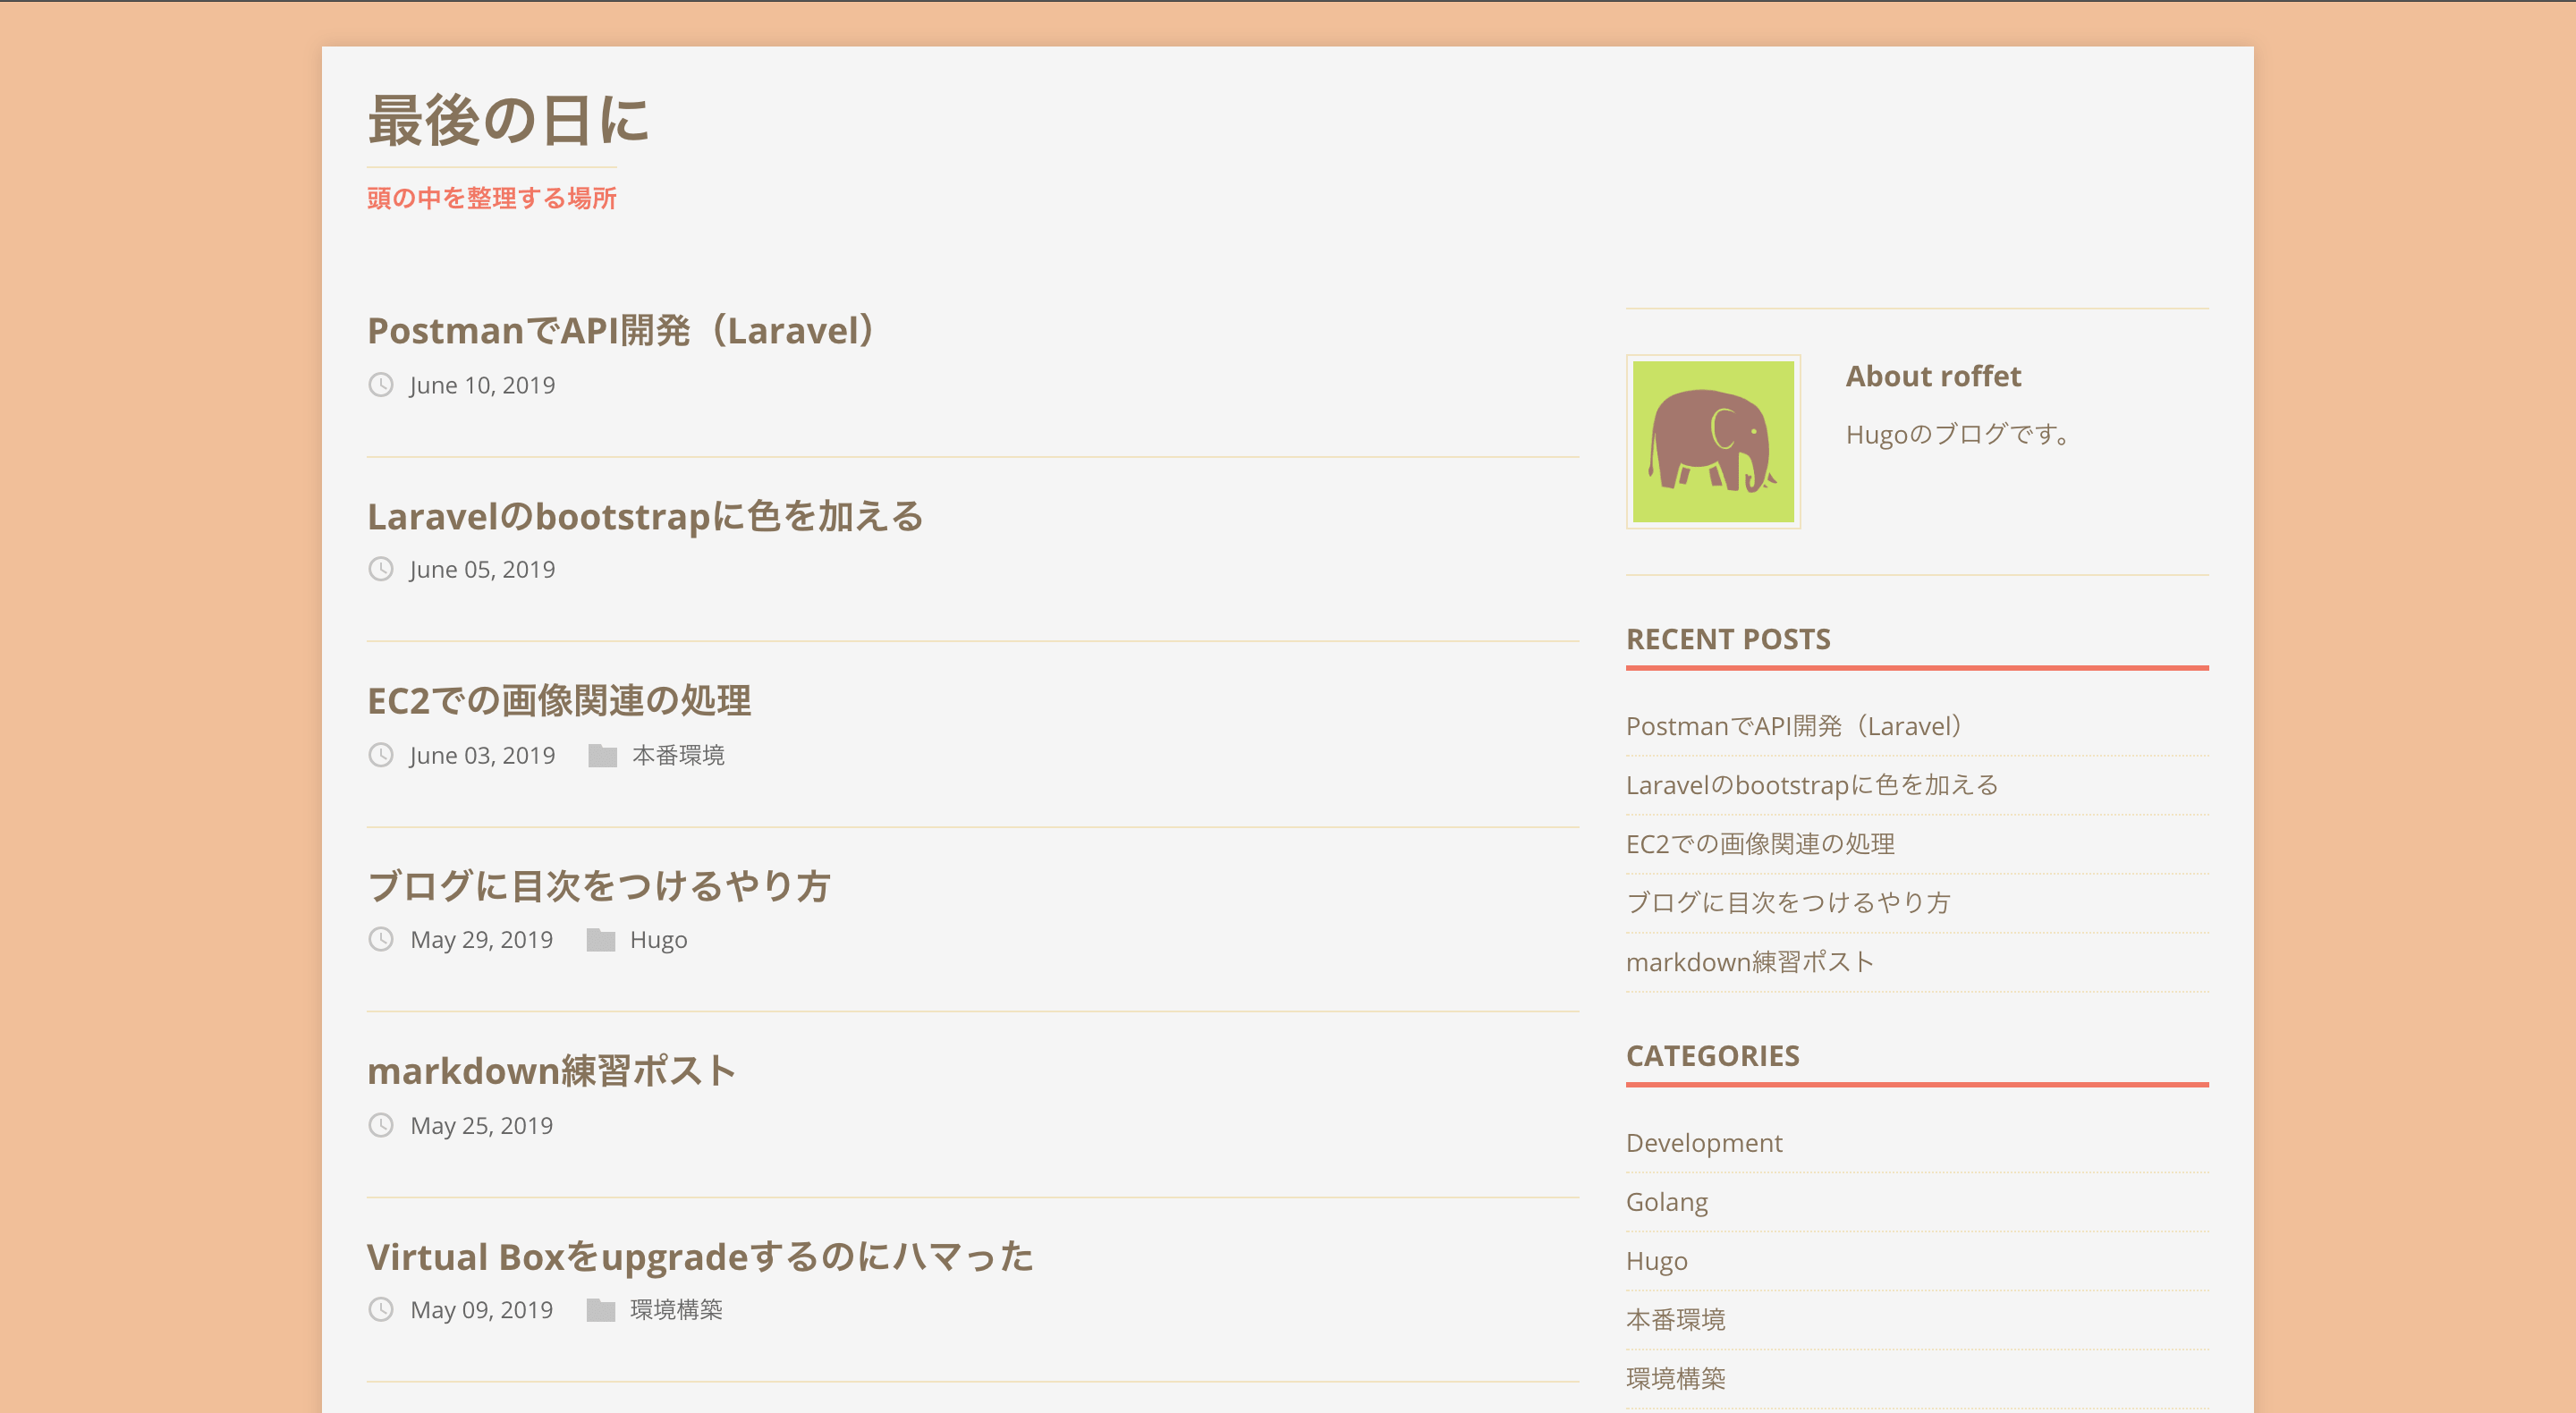 最後の日に
頭の中を整理する場所
PostmanでAPI開発（Laravel）
June 10, 2019
Laravelのbootstrapに色を加える
June 05, 2019
EC2での画像関連の処理
June 03, 2019 本番環境
ブログに目次をつけるやり方
May 29, 2019 Hugo
markdown練習ポスト
May 25, 2019
Virtual Boxをupgradeするのにハマった
May 09, 2019 環境構築
About roffet
Hugoのブログです。
RECENT POSTS
PostmanでAPI開発（Laravel）
Laravelのbootstrapに色を加える
EC2での画像関連の処理
ブログに目次をつけるやり方
markdown練習ポスト
CATEGORIES
Development
Golang
Hugo
本番環境
環境構築